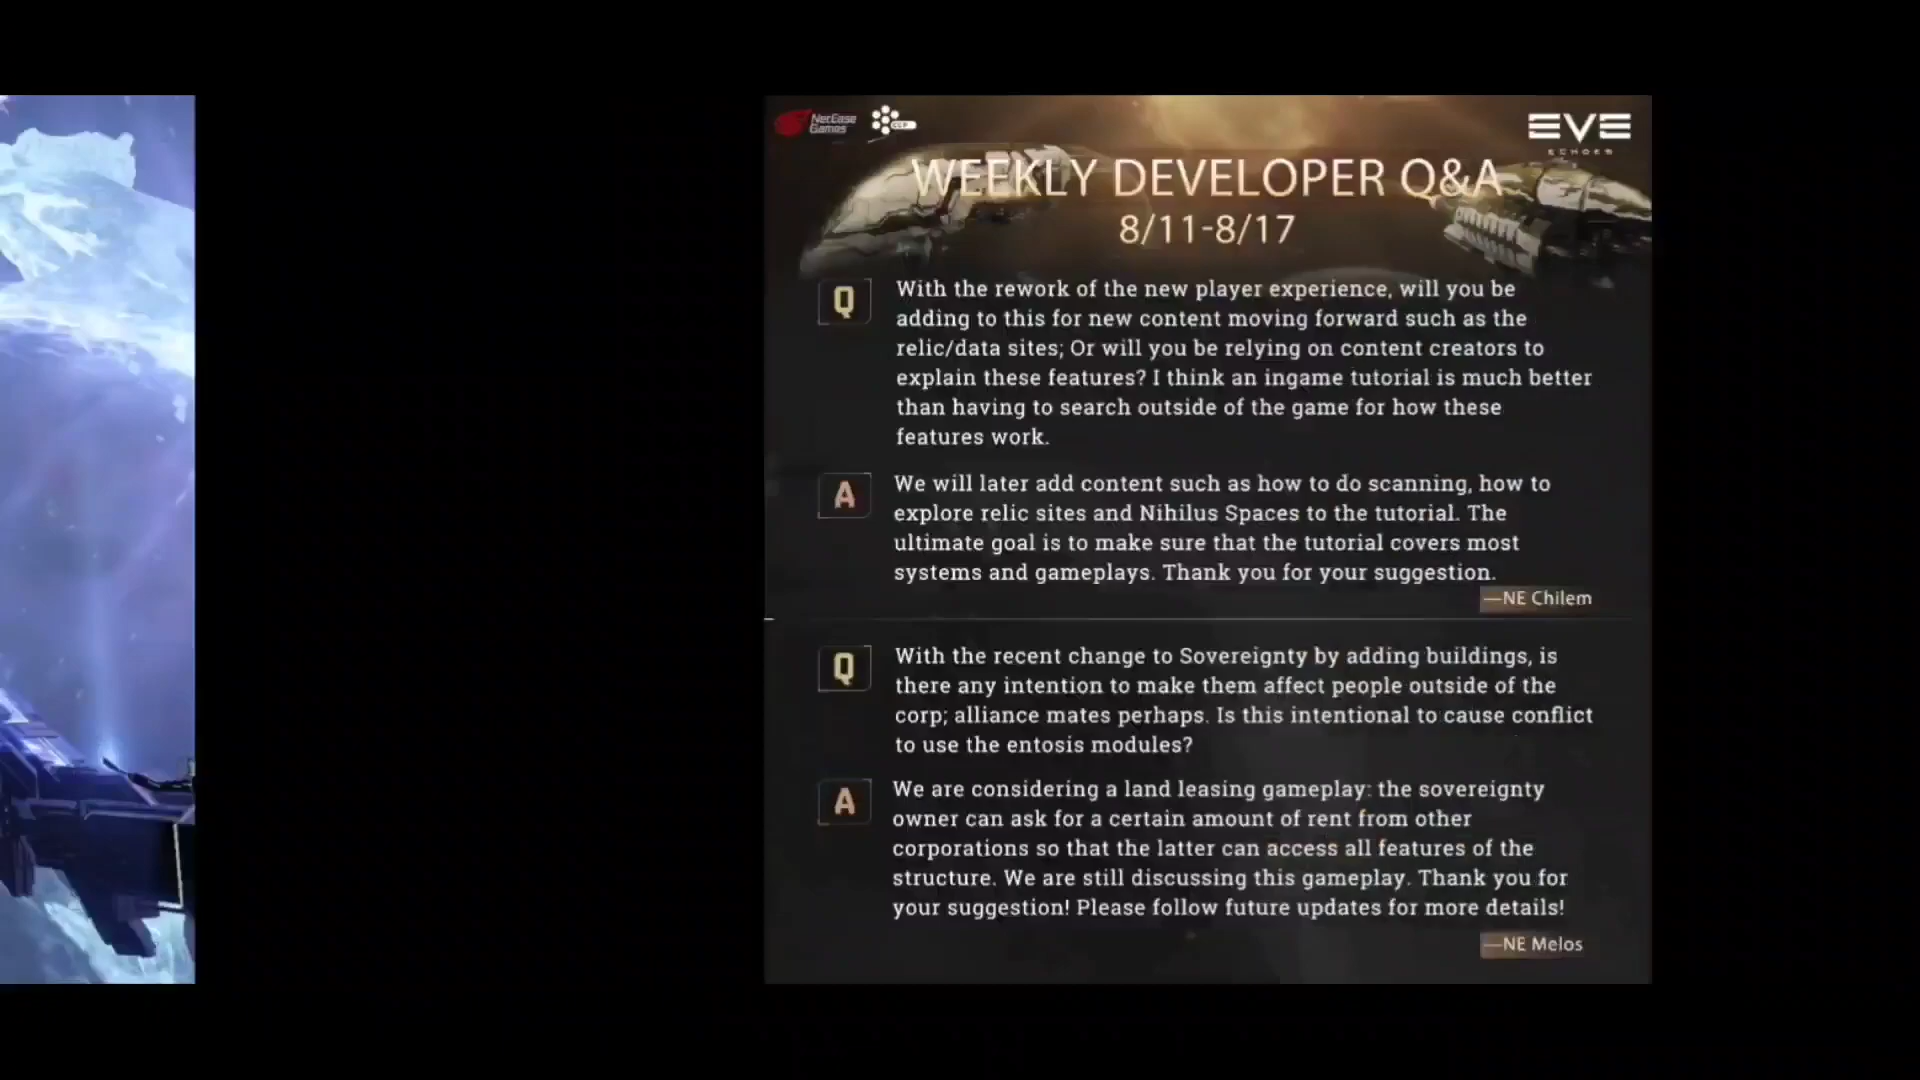 NetEase
Games
CCP
EVE
ECHOES
WEEKLY DEVELOPER Q&A
8/11-8/17
Q
With the rework of the new player experience, will you be
adding to this for new content moving forward such as the
relic/data sites; Or will you be relying on content creators to
explain these features? I think an ingame tutorial is much better
than having to search outside of the game for how these
features work.
A
We will later add content such as how to do scanning, how to
explore relic sites and Nihilus Spaces to the tutorial. The
ultimate goal is to make sure that the tutorial covers most
systems and gameplays. Thank you for your suggestion.
—NE Chilem
Q
With the recent change to Sovereignty by adding buildings, is
there any intention to make them affect people outside of the
corp; alliance mates perhaps. Is this intentional to cause conflict
to use the entosis modules?
A
We are considering a land leasing gameplay: the sovereignty
owner can ask for a certain amount of rent from other
corporations so that the latter can access all features of the
structure. We are still discussing this gameplay. Thank you for
your suggestion! Please follow future updates for more details!
—NE Melos